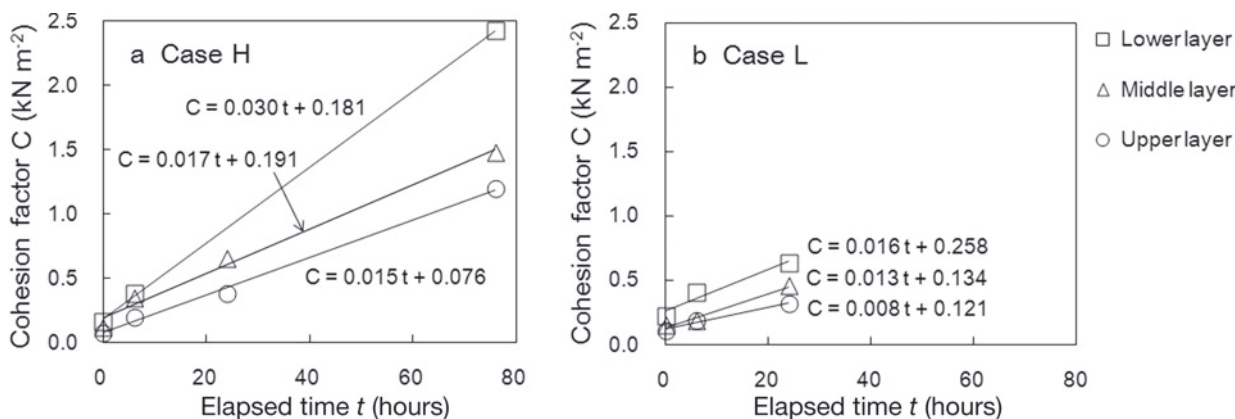 a Case H
C = 0.030 t + 0.181
C = 0.017 t + 0.191
C = 0.015 t + 0.076
Cohesion factor C (kN m⁻²)
2.5
2.0
1.5
1.0
0.5
0.0
0
20
40
60
80
Elapsed time t (hours)
b Case L
C = 0.016 t + 0.258
C = 0.013 t + 0.134
C = 0.008 t + 0.121
Cohesion factor C (kN m⁻²)
2.5
2.0
1.5
1.0
0.5
0.0
0
20
40
60
80
Elapsed time t (hours)
Lower layer
Middle layer
Upper layer